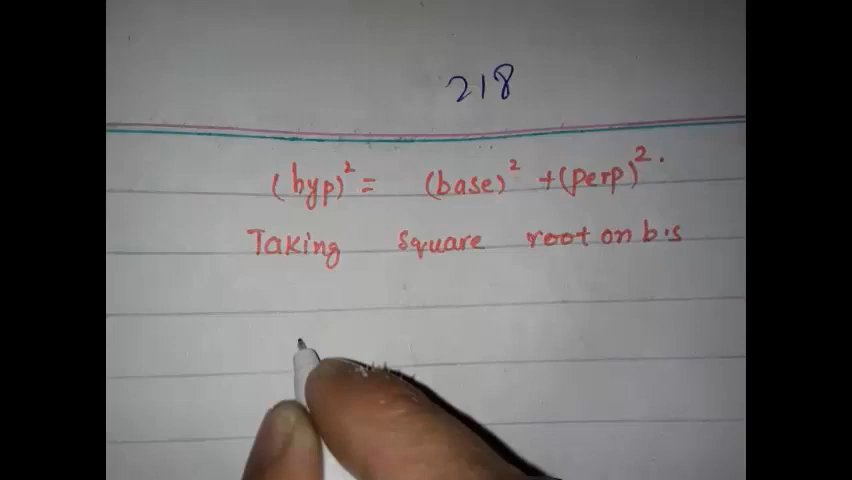 218
(hyp)² = (base)² + (perp)².
Taking square root on b.s